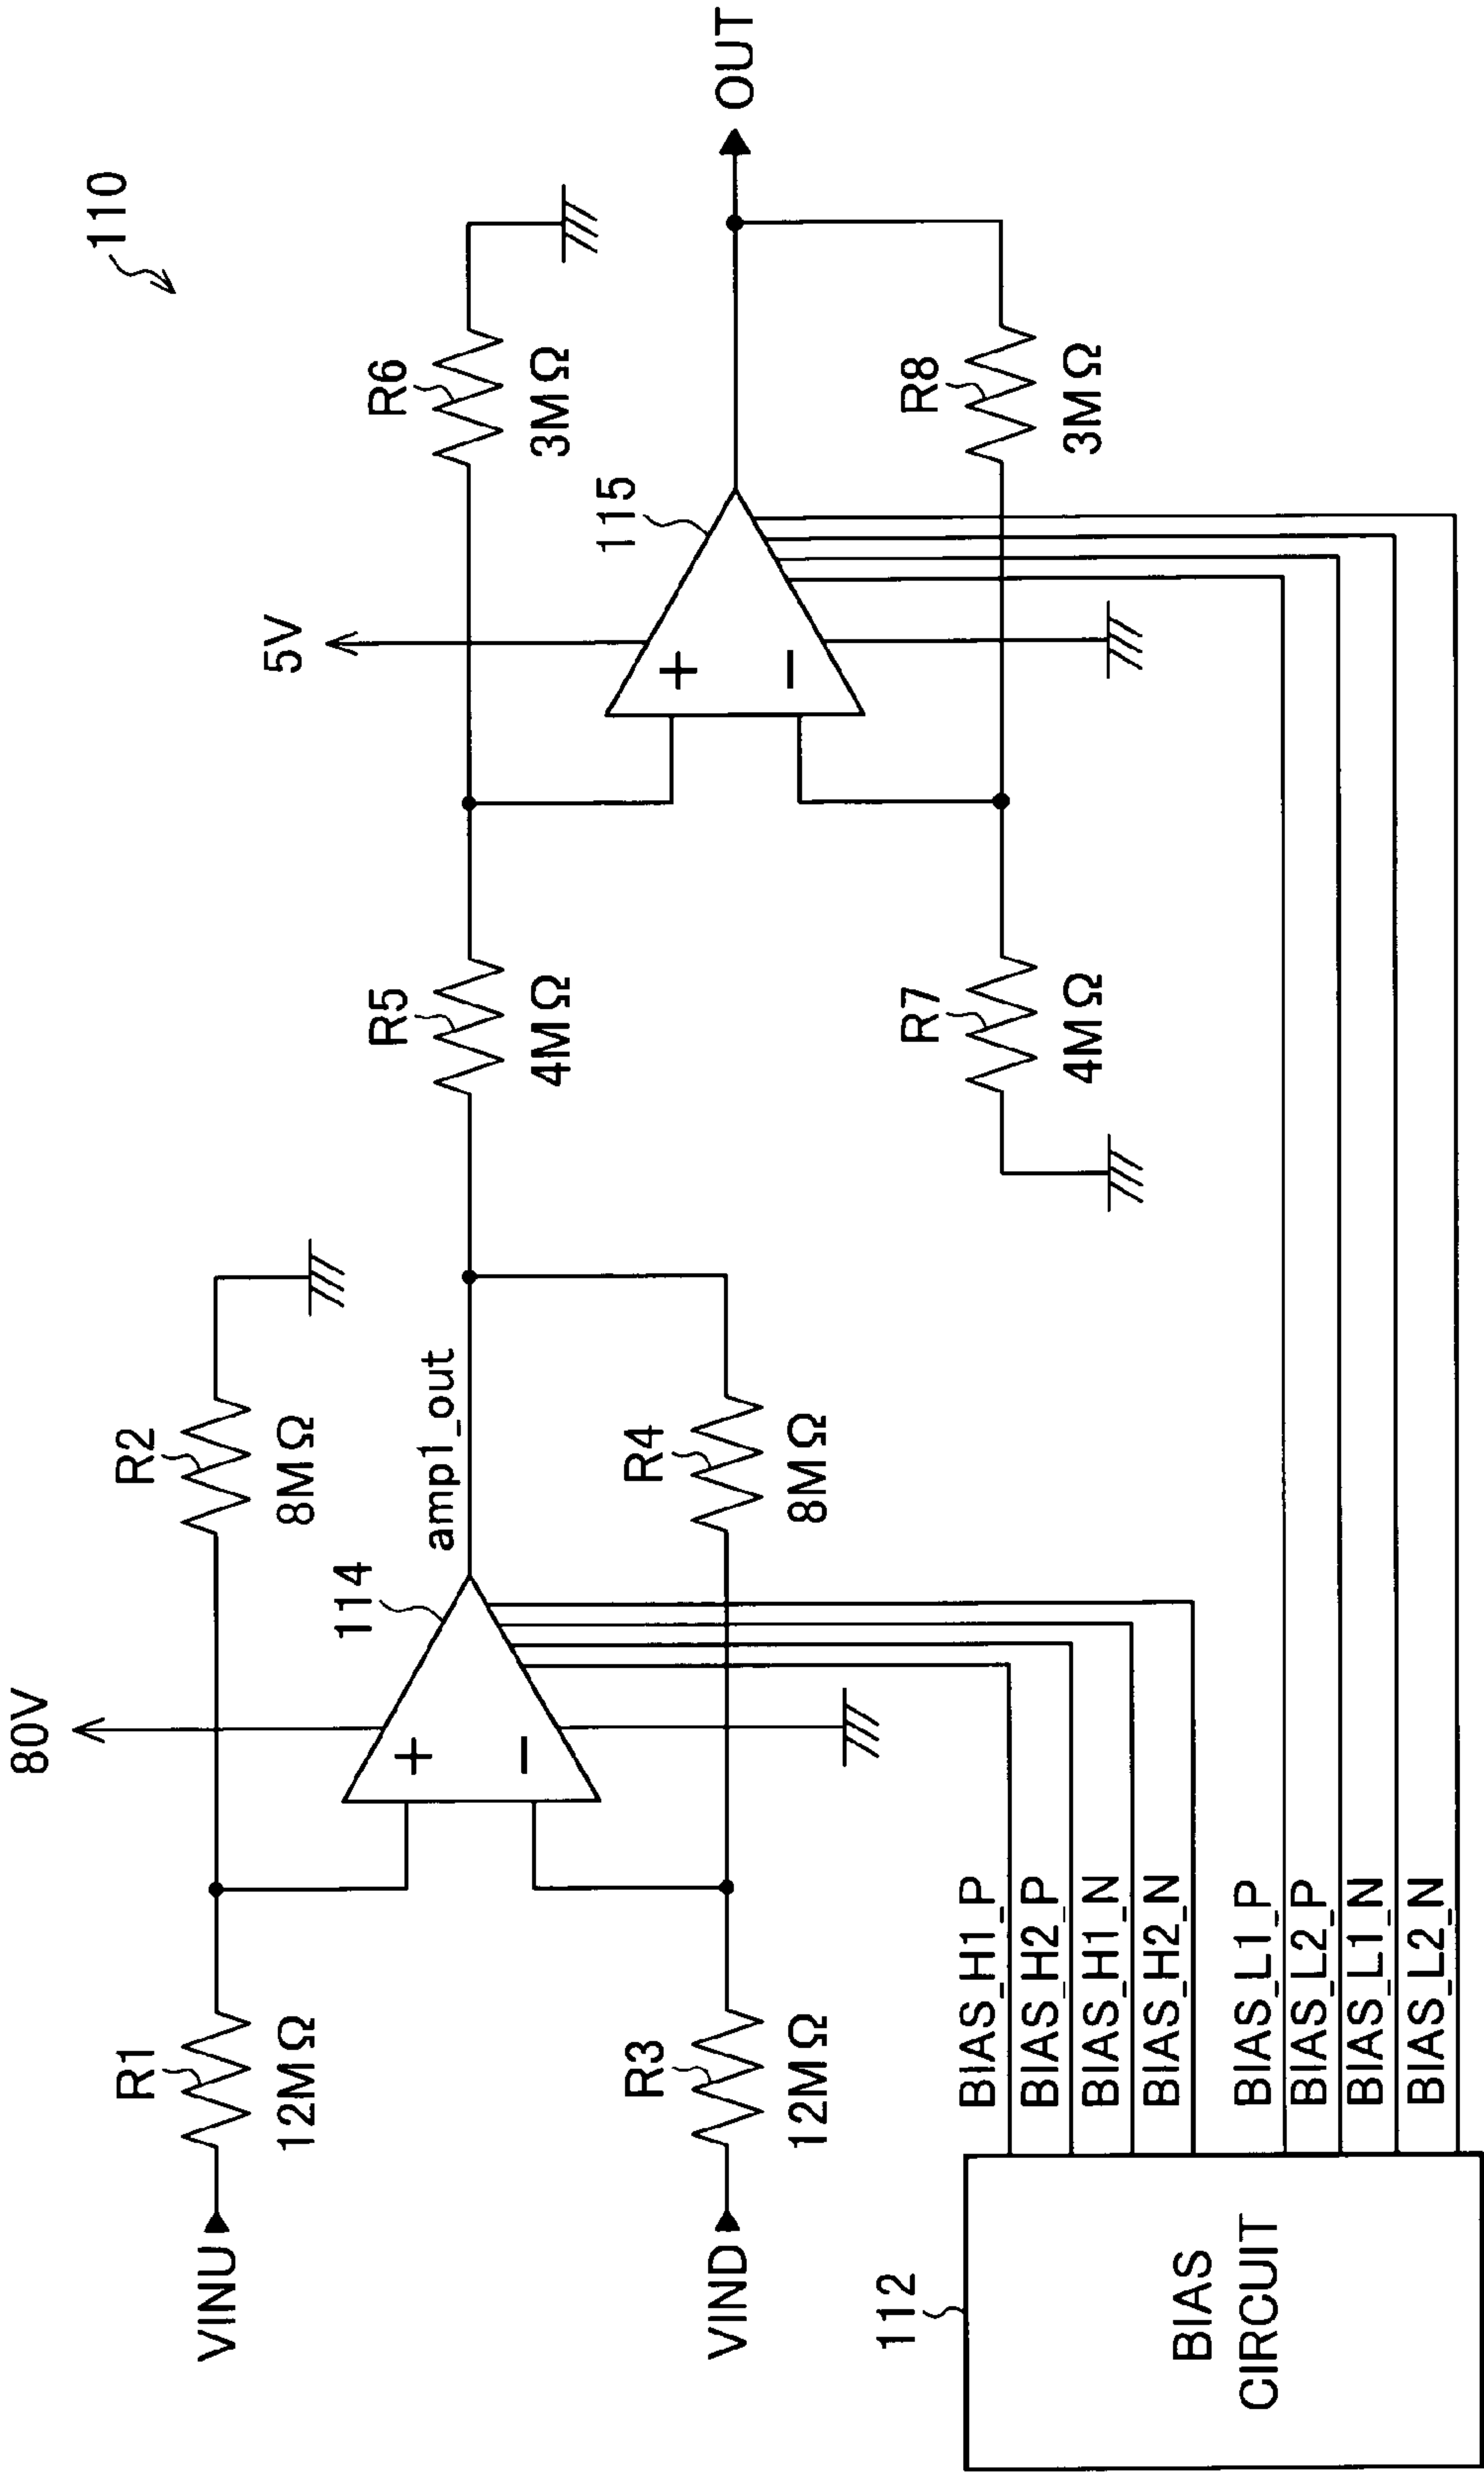 110
80V
VINU
R1
12MΩ
R2
8MΩ
114
+
−
amp1_out
VIND
R3
12MΩ
R4
8MΩ
R5
4MΩ
R6
3MΩ
5V
115
+
−
OUT
R7
4MΩ
R8
3MΩ
112
BIAS
CIRCUIT
BIAS_H1_P
BIAS_H2_P
BIAS_H1_N
BIAS_H2_N
BIAS_L1_P
BIAS_L2_P
BIAS_L1_N
BIAS_L2_N